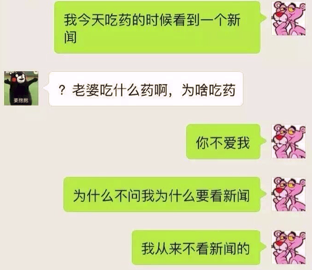 我今天吃药的时候看到一个新
闻
？老婆吃什么药啊，为啥吃药
你不爱我
为什么不问我为什么要看新闻
我从来不看新闻的